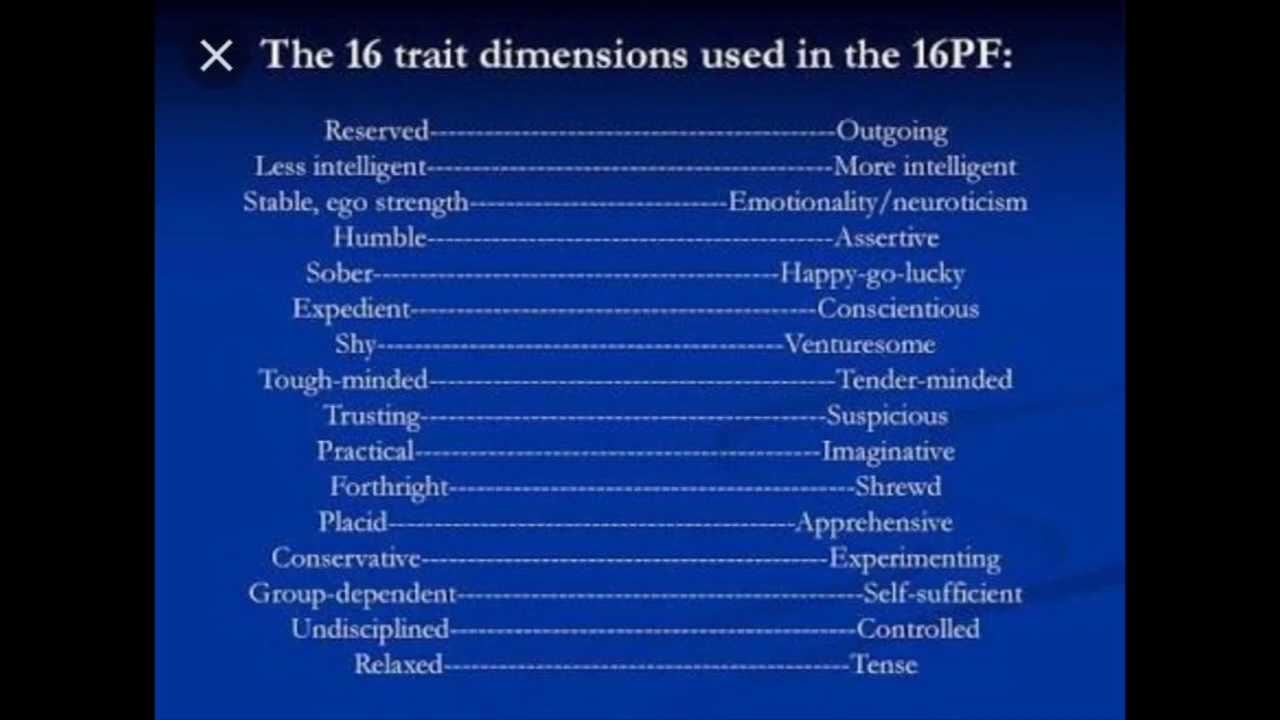 The 16 trait dimensions used in the 16PF:
Reserved---------------------------------------------Outgoing
Less intelligent---------------------------------------------More intelligent
Stable, ego strength----------------------------Emotionality/neuroticism
Humble---------------------------------------------Assertive
Sober---------------------------------------------Happy-go-lucky
Expedient---------------------------------------------Conscientious
Shy---------------------------------------------Venturesome
Tough-minded---------------------------------------------Tender-minded
Trusting---------------------------------------------Suspicious
Practical---------------------------------------------Imaginative
Forthright---------------------------------------------Shrewd
Placid---------------------------------------------Apprehensive
Conservative---------------------------------------------Experimenting
Group-dependent---------------------------------------------Self-sufficient
Undisciplined---------------------------------------------Controlled
Relaxed---------------------------------------------Tense